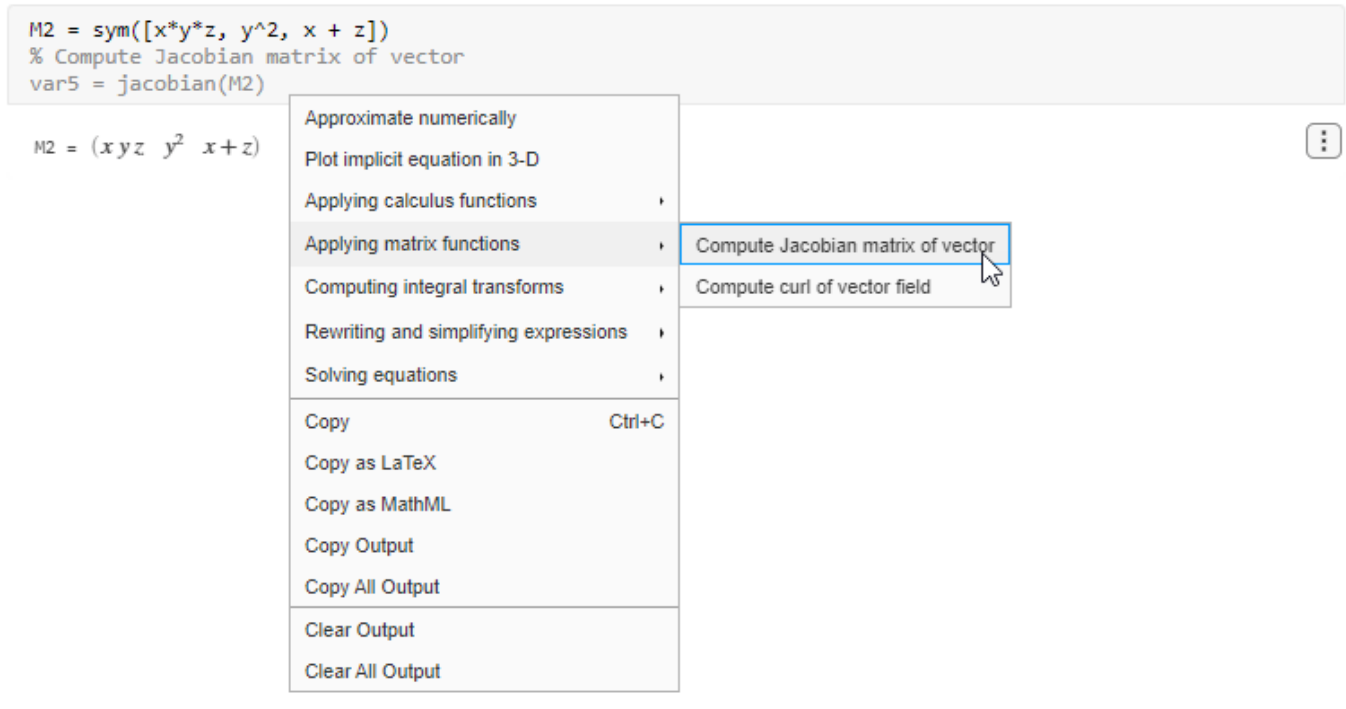 M2 = sym([x*y*z, y^2, x + z])
% Compute Jacobian matrix of vector
var5 = jacobian(M2)
M2 = (x y z y² x+z)
Approximate numerically
Plot implicit equation in 3-D
Applying calculus functions
Applying matrix functions
Compute Jacobian matrix of vector
Compute curl of vector field
Computing integral transforms
Rewriting and simplifying expressions
Solving equations
Copy Ctrl+C
Copy as LaTeX
Copy as MathML
Copy Output
Copy All Output
Clear Output
Clear All Output